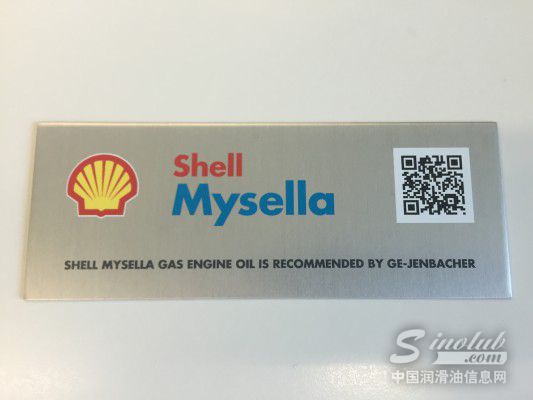 Shell
Mysella
SHELL MYSELLA GAS ENGINE OIL IS RECOMMENDED BY GE-JENBACHER
Sinolub
.com
中国润滑油信息网